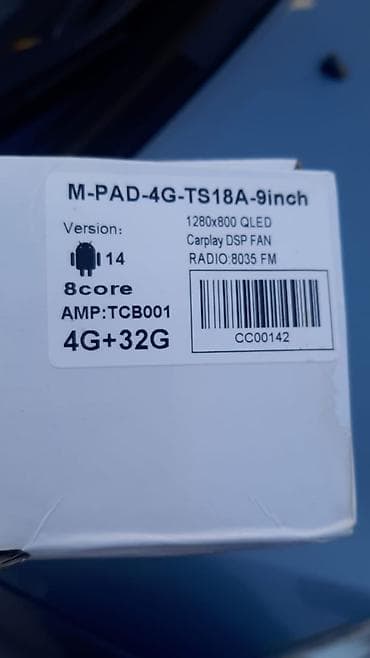 M-PAD-4G-TS18A-9inch
Version:
14
8core
AMP:TCB001
4G+32G
1280x800 QLED
Carplay DSP FAN
RADIO:8035 FM
CC00142